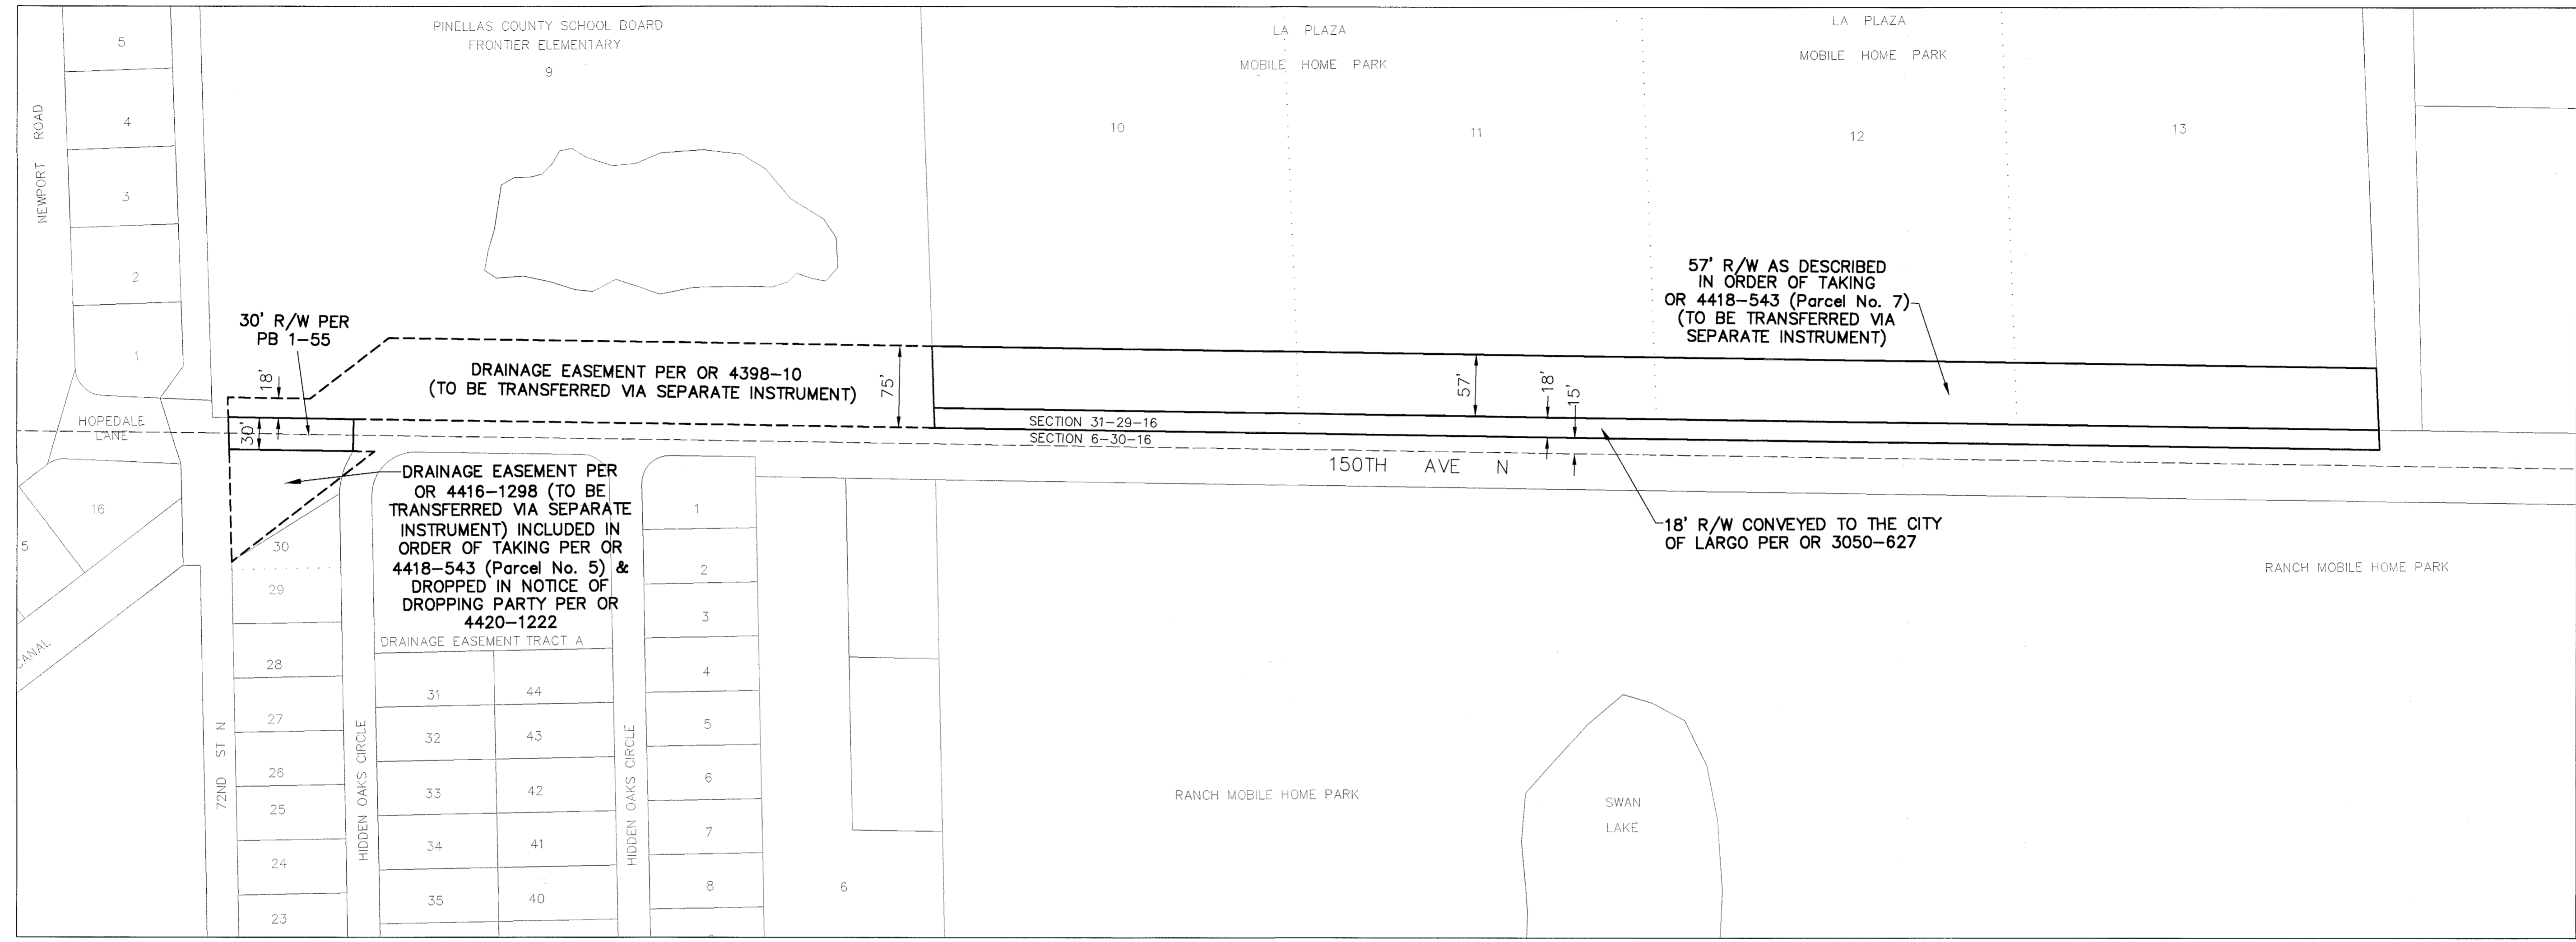 PINELLAS COUNTY SCHOOL BOARD
FRONTIER ELEMENTARY
9
LA PLAZA
MOBILE HOME PARK
LA PLAZA
MOBILE HOME PARK
10
11
12
13
NEWPORT ROAD
5
4
3
2
1
30' R/W PER
PB 1-55
18'
30'
DRAINAGE EASEMENT PER OR 4398-10
(TO BE TRANSFERRED VIA SEPARATE INSTRUMENT)
75'
57' R/W AS DESCRIBED
IN ORDER OF TAKING
OR 4418-543 (Parcel No. 7)
(TO BE TRANSFERRED VIA
SEPARATE INSTRUMENT)
57'
18'
15'
HOPEDALE
LANE
SECTION 31-29-16
SECTION 6-30-16
150TH AVE N
18' R/W CONVEYED TO THE CITY
OF LARGO PER OR 3050-627
DRAINAGE EASEMENT PER
OR 4416-1298 (TO BE
TRANSFERRED VIA SEPARATE
INSTRUMENT) INCLUDED IN
ORDER OF TAKING PER OR
4418-543 (Parcel No. 5) &
DROPPED IN NOTICE OF
DROPPING PARTY PER OR
4420-1222
DRAINAGE EASEMENT TRACT A
16
5
CANAL
72ND ST N
30
29
28
27
26
25
24
23
HIDDEN OAKS CIRCLE
31
32
33
34
35
44
43
42
41
40
HIDDEN OAKS CIRCLE
1
2
3
4
5
6
7
8
6
RANCH MOBILE HOME PARK
SWAN
LAKE
RANCH MOBILE HOME PARK